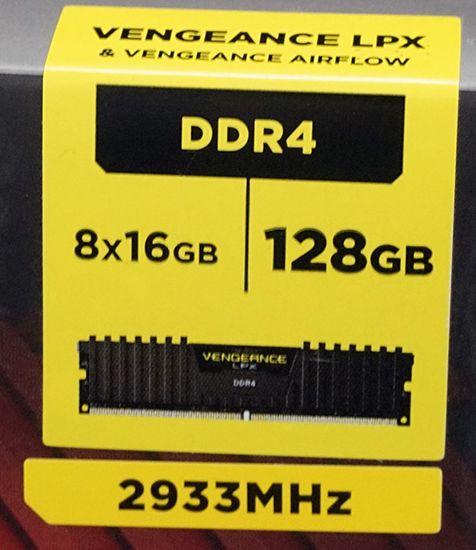 VENGEANCE LPX
& VENGEANCE AIRFLOW
DDR4
8x16GB
128GB
VENGEANCE
LPX
DDR4
2933MHz